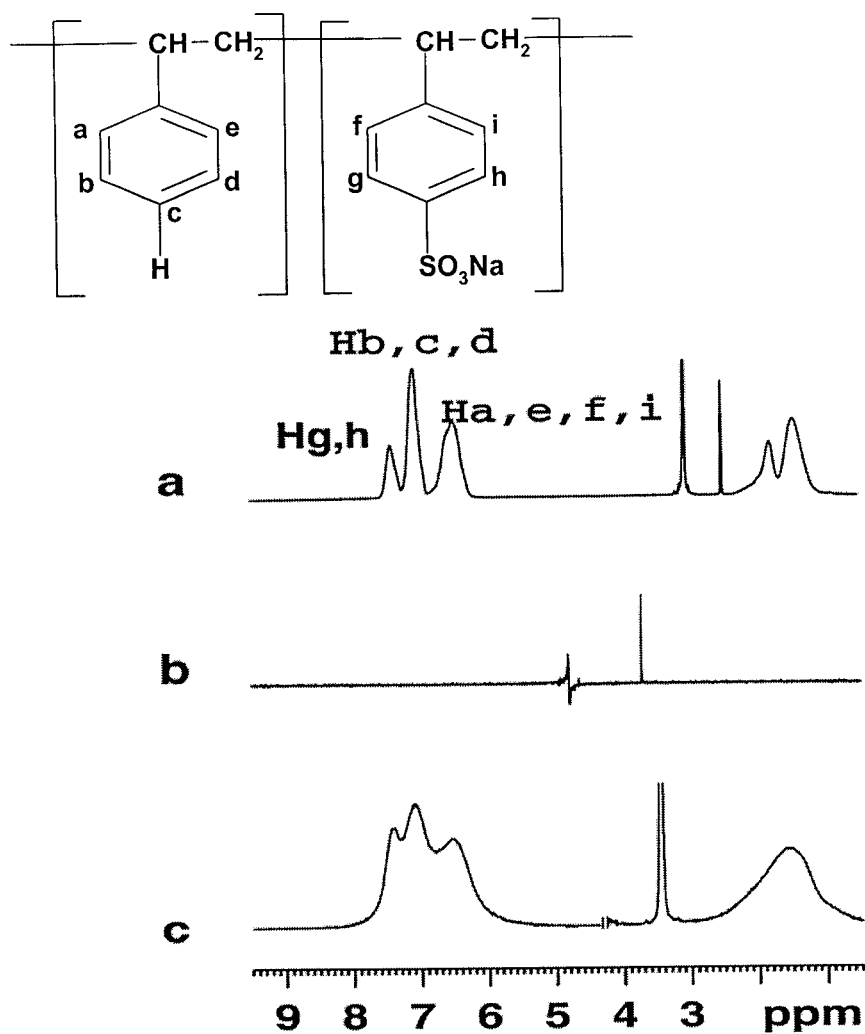 CH–CH2 CH–CH2
a e f i
b d g h
c
H SO3Na
Hb,c,d
Ha,e,f,i
Hg,h
a
b
c
9 8 7 6 5 4 3 ppm